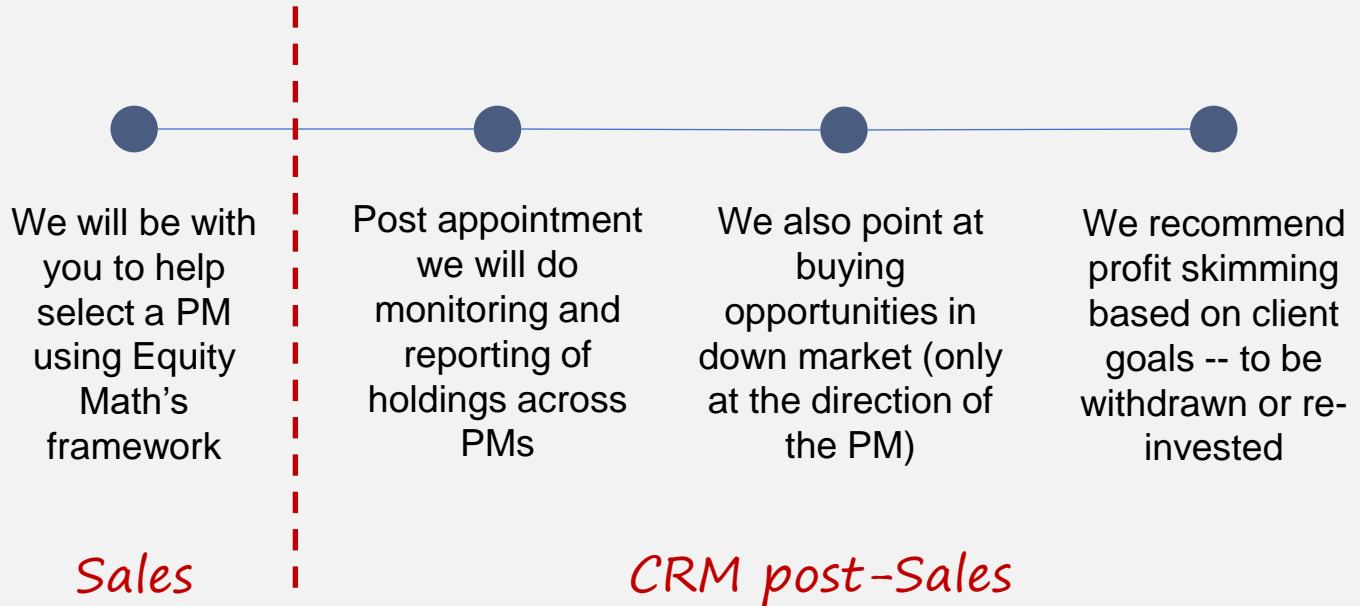 We will be with
you to help
select a PM
using Equity
Math’s
framework
Post appointment
we will do
monitoring and
reporting of
holdings across
PMs
We also point at
buying
opportunities in
down market (only
at the direction of
the PM)
We recommend
profit skimming
based on client
goals -- to be
withdrawn or re-
invested
Sales
CRM post-Sales